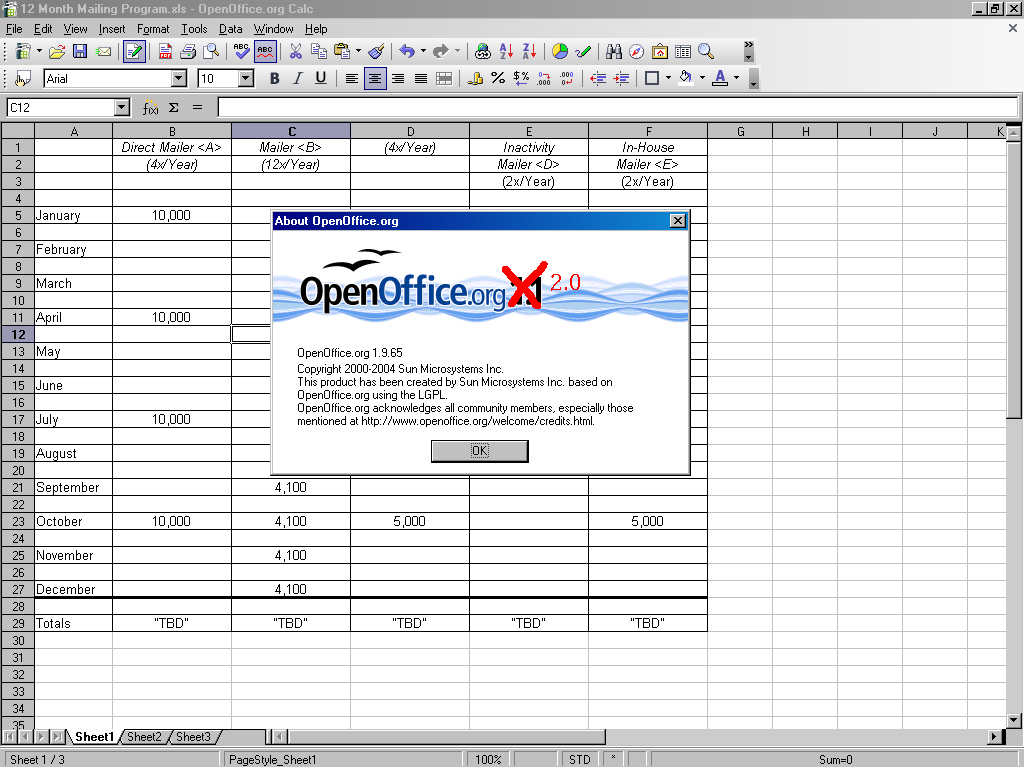 12 Month Mailing Program.xls - OpenOffice.org Calc
File Edit View Insert Format Tools Data Window Help
ABC ABC
Arial 10 B I U
C12 f(x) Σ =
A B C D E F G H I J K
1 Direct Mailer <A> Mailer <B> (4x/Year) Inactivity In-House
2 (4x/Year) (12x/Year) Mailer <D> Mailer <E>
3 (2x/Year) (2x/Year)
4
5 January 10,000
6
7 February
8
9 March
10
11 April 10,000
12
13 May
14
15 June
16
17 July 10,000
18
19 August
20
21 September 4,100
22
23 October 10,000 4,100 5,000 5,000
24
25 November 4,100
26
27 December 4,100
28
29 Totals "TBD" "TBD" "TBD" "TBD" "TBD"
30
31
32
33
34
35
About OpenOffice.org
OpenOffice.org 1.1 2.0
OpenOffice.org 1.9.65
Copyright 2000-2004 Sun Microsystems Inc.
This product has been created by Sun Microsystems Inc. based on
OpenOffice.org using the LGPL.
OpenOffice.org acknowledges all community members, especially those
mentioned at http://www.openoffice.org/welcome/credits.html.
OK
Sheet1 Sheet2 Sheet3
Sheet 1 / 3 PageStyle_Sheet1 100% STD * Sum=0